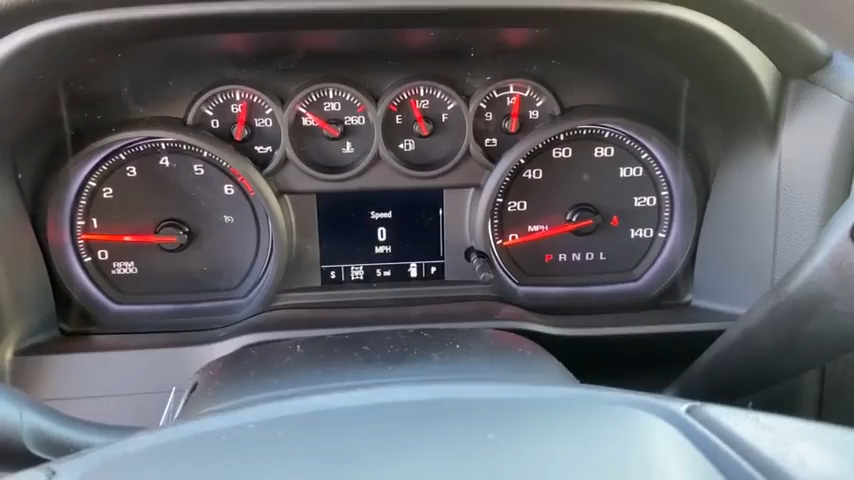 0 60 120
160 210 260
E 1/2 F
9 14 19
0 1 2 3 4 5 6
RPM
x1000
Speed
0
MPH
S 2WD 5 mi P
0 20 40 60 80 100 120 140
MPH
P R N D L